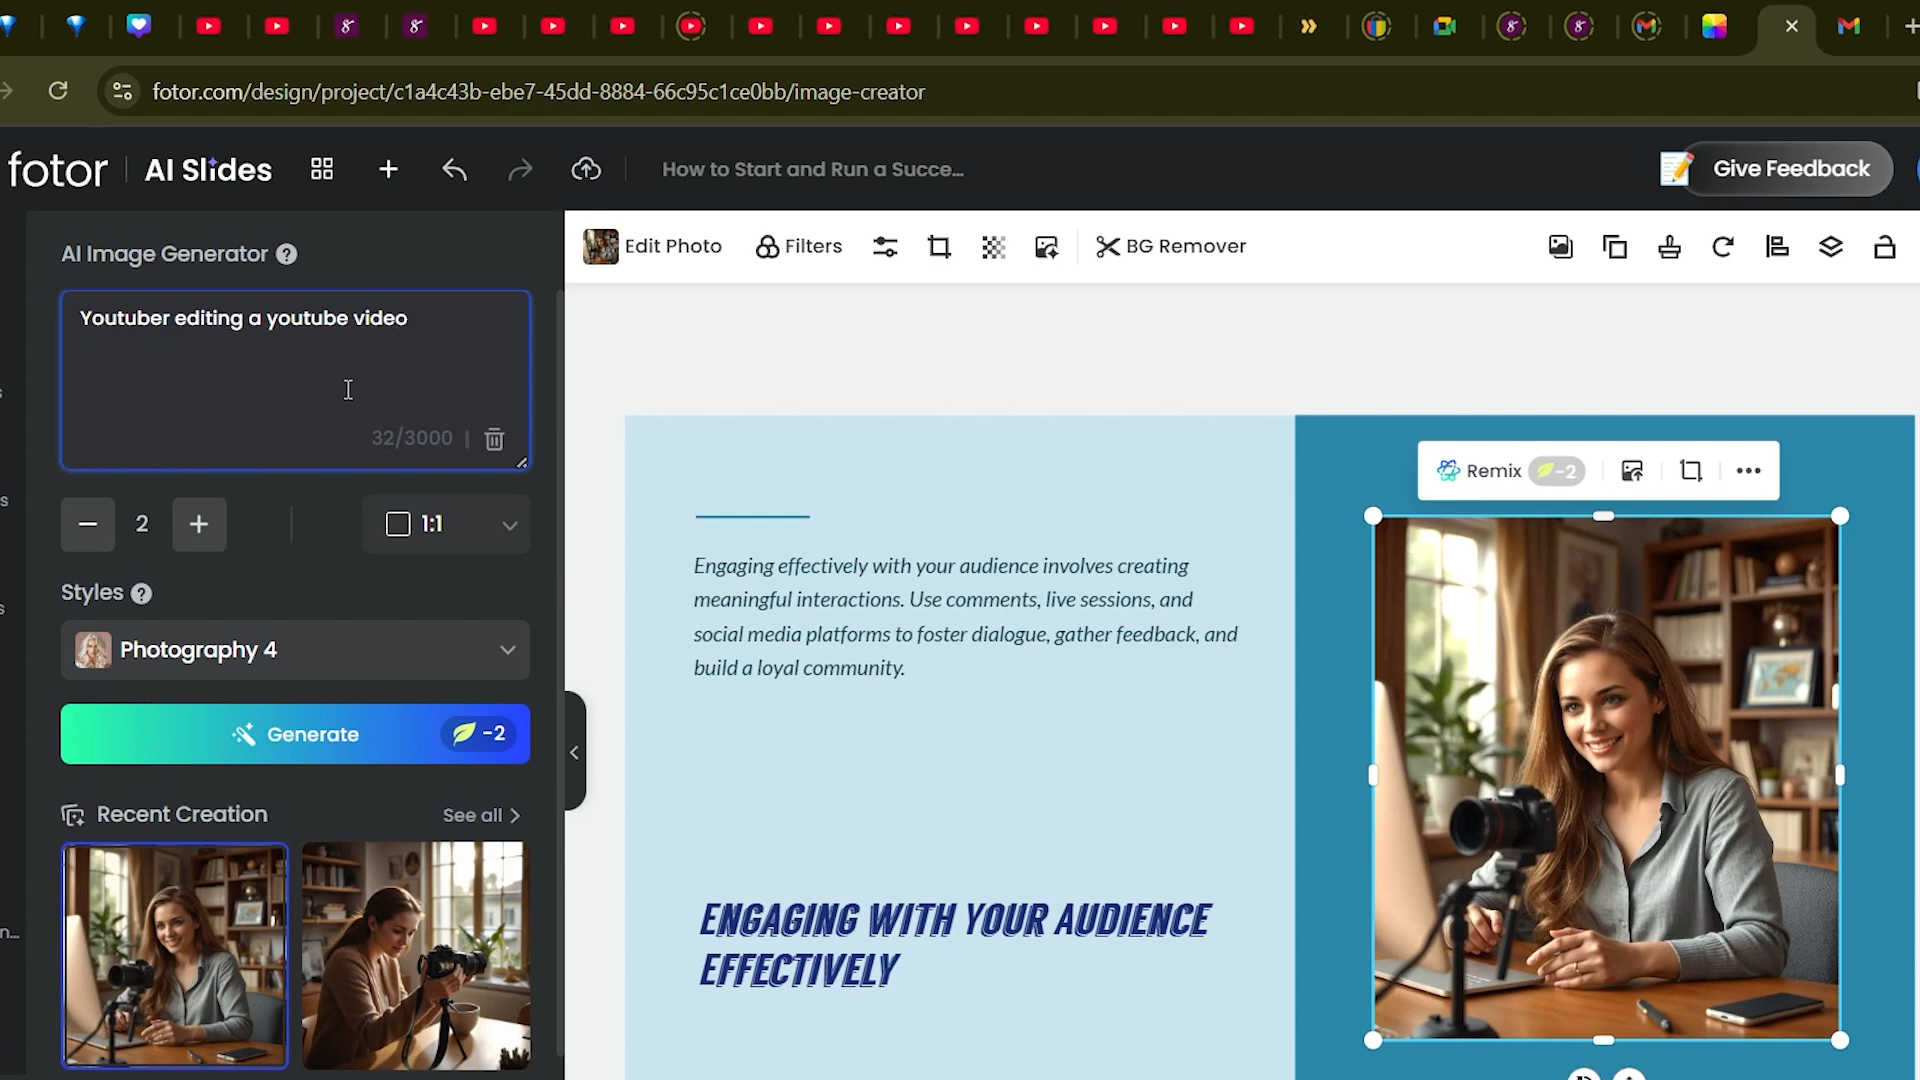 fotor.com/design/project/c1a4c43b-ebe7-45dd-8884-66c95c1ce0bb/image-creator
fotor AI Slides
How to Start and Run a Succe...
Give Feedback
AI Image Generator ?
Edit Photo
Filters
BG Remover
Youtuber editing a youtube video
32/3000
Remix -2
2
1:1
Styles ?
Photography 4
Generate -2
Recent Creation
See all
Engaging effectively with your audience involves creating
meaningful interactions. Use comments, live sessions, and
social media platforms to foster dialogue, gather feedback, and
build a loyal community.
ENGAGING WITH YOUR AUDIENCE
EFFECTIVELY